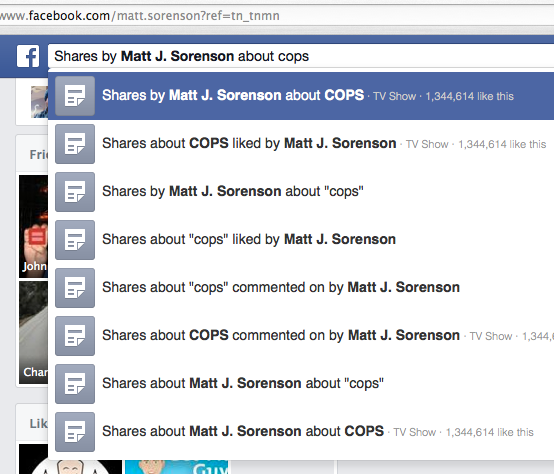 www.facebook.com/matt.sorenson?ref=tn_tnmn
f Shares by Matt J. Sorenson about cops
Shares by Matt J. Sorenson about COPS · TV Show · 1,344,614 like this
Shares about COPS liked by Matt J. Sorenson · TV Show · 1,344,614 like this
Frie
Shares by Matt J. Sorenson about "cops"
Shares about "cops" liked by Matt J. Sorenson
John
Shares about "cops" commented on by Matt J. Sorenson
Shares about COPS commented on by Matt J. Sorenson · TV Show · 1,344,6
Char
Shares about Matt J. Sorenson about "cops"
Lik
Shares about Matt J. Sorenson about COPS · TV Show · 1,344,614 like this
Guy